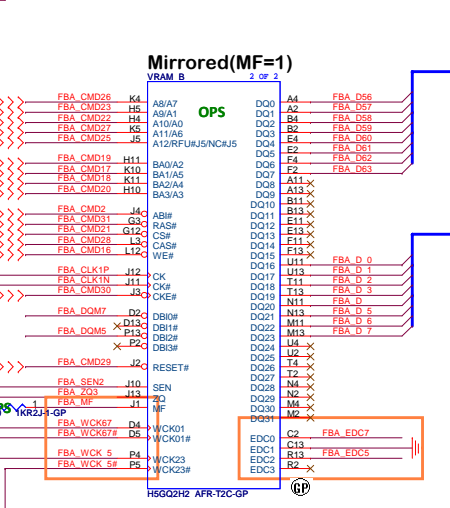 Mirrored(MF=1)
VRAM B 2 OF 2
OPS
FBA_CMD26 K4 A8/A7 DQ0 A4 FBA_D56
FBA_CMD23 H5 A9/A1 DQ1 A2 FBA_D57
FBA_CMD22 H4 A10/A0 DQ2 B4 FBA_D58
FBA_CMD27 K5 A11/A6 DQ3 B2 FBA_D59
FBA_CMD25 J5 A12/RFU#J5/NC#J5 DQ4 E4 FBA_D60
DQ5 E2 FBA_D61
FBA_CMD19 H11 BA0/A2 DQ6 F4 FBA_D62
FBA_CMD17 K10 BA1/A5 DQ7 F2 FBA_D63
FBA_CMD18 K11 BA2/A4 DQ8 A11
FBA_CMD20 H10 BA3/A3 DQ9 A13
DQ10 B11
FBA_CMD2 J4 ABI# DQ11 B13
FBA_CMD31 G3 RAS# DQ12 E11
FBA_CMD21 G12 CS# DQ13 E13
FBA_CMD28 L3 CAS# DQ14 F11
FBA_CMD16 L12 WE# DQ15 F13
DQ16 U11 FBA_D 0
FBA_CLK1P J12 CK DQ17 U13 FBA_D 1
FBA_CLK1N J11 CK# DQ18 T11 FBA_D 2
FBA_CMD30 J3 CKE# DQ19 T13 FBA_D 3
DQ20 N11 FBA_D
FBA_DQM7 D2 DBI0# DQ21 N13 FBA_D 5
D13 DBI1# DQ22 M11 FBA_D 6
FBA_DQM5 P13 DBI2# DQ23 M13 FBA_D 7
P2 DBI3# DQ24 U4
DQ25 U2
FBA_CMD29 J2 RESET# DQ26 T4
DQ27 T2
FBA_SEN2 J10 SEN DQ28 N4
FBA_ZQ3 J13 ZQ DQ29 N2
1 FBA_MF J1 MF DQ30 M4
1KR2J-1-GP DQ31 M2
FBA_WCK67 D4 WCK01
FBA_WCK67# D5 WCK01# EDC0 C2 FBA_EDC7
EDC1 C13
FBA_WCK 5 P4 WCK23 EDC2 R13 FBA_EDC5
FBA_WCK 5# P5 WCK23# EDC3 R2
H5GQ2H2 AFR-T2C-GP
GP